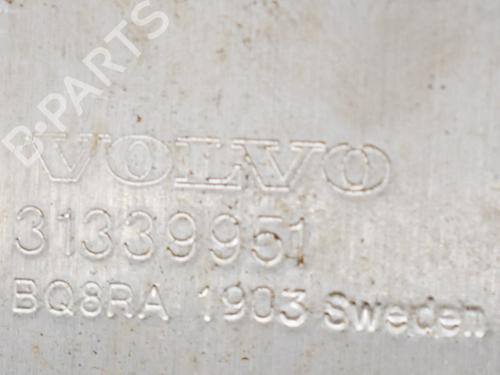 B-PARTS
VOLVO
31339951
BQ8RA 1903 Sweden